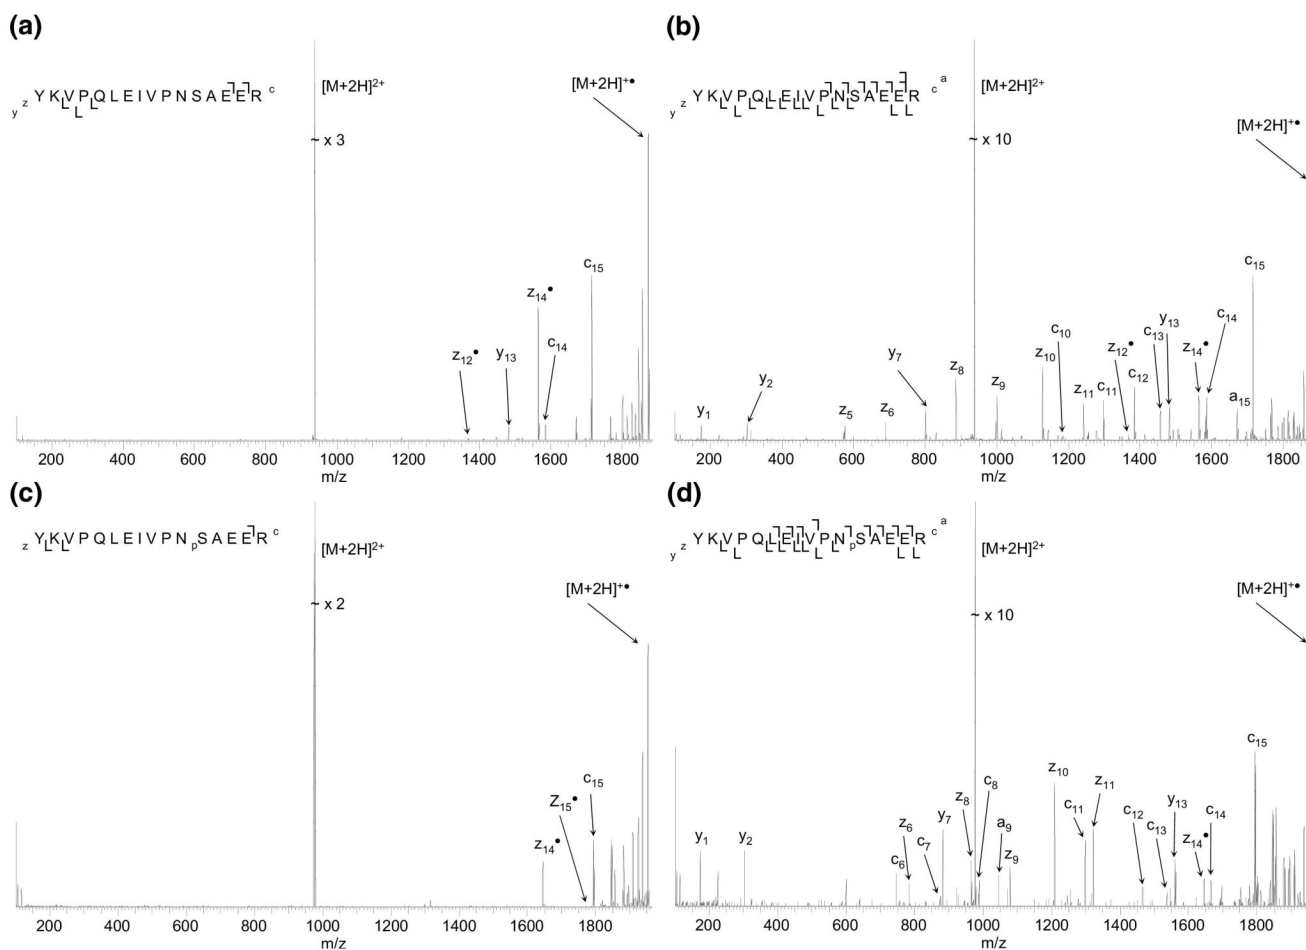 (a)
[M+2H]²⁺
[M+2H]⁺•
y z Y K V P Q L E I V P N S A E E R c
~ x 3
c₁₅
z₁₄•
z₁₂•
y₁₃
c₁₄
200 400 600 800 1000 1200 1400 1600 1800
m/z
(b)
[M+2H]²⁺
y z Y K V P Q L E I V P N S A E E R c a
[M+2H]⁺•
~ x 10
c₁₅
c₁₄
y₁₃
c₁₃
z₁₄•
z₁₂•
c₁₀
y₇
z₈
z₁₀
c₁₂
z₉
z₁₁
c₁₁
a₁₅
y₂
y₁
z₅
z₆
200 400 600 800 1000 1200 1400 1600 1800
m/z
(c)
z Y K V P Q L E I V P N pS A E E R c
[M+2H]²⁺
~ x 2
[M+2H]⁺•
c₁₅
Z₁₅•
z₁₄•
200 400 600 800 1000 1200 1400 1600 1800
m/z
(d)
y z Y K V P Q L E I V P N pS A E E R c a
[M+2H]²⁺
[M+2H]⁺•
~ x 10
c₁₅
z₁₀
z₁₁
c₈
z₈
c₁₁
a₉
y₇
y₁₃
c₁₄
c₁₂
c₁₃
z₁₄•
z₆
c₇
c₆
z₉
y₁
y₂
200 400 600 800 1000 1200 1400 1600 1800
m/z